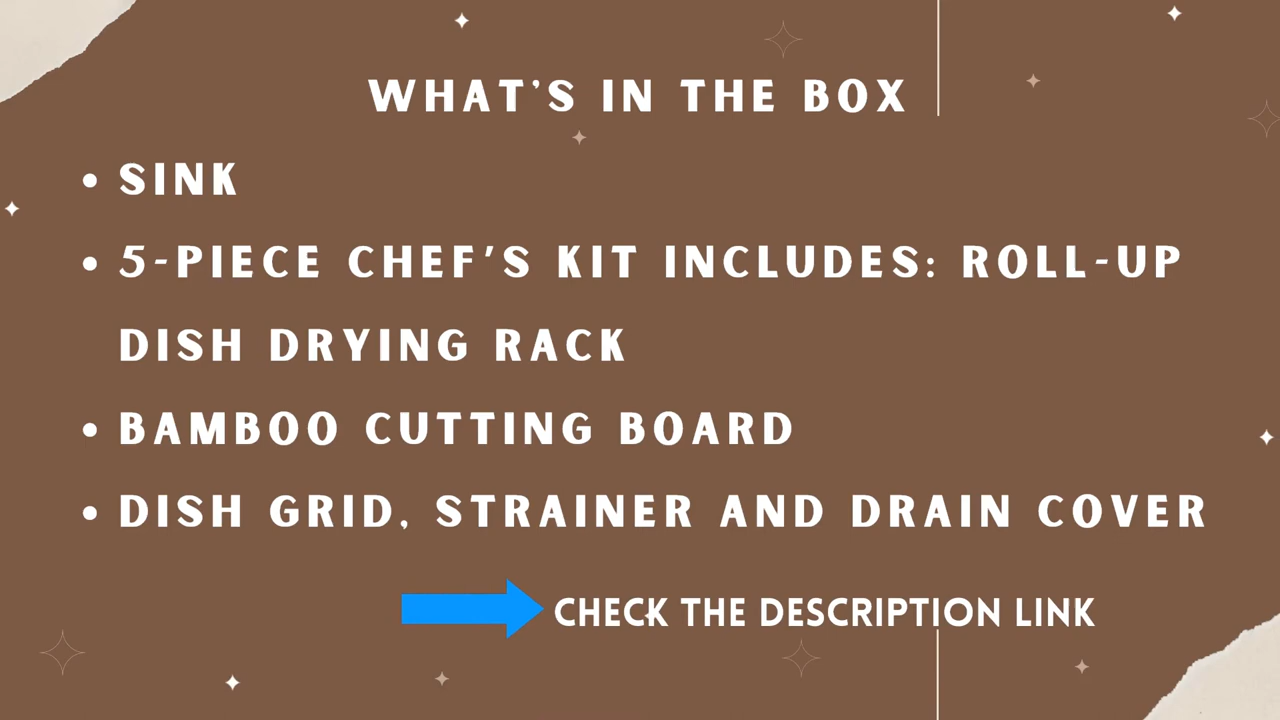 WHAT'S IN THE BOX
• SINK
• 5-PIECE CHEF'S KIT INCLUDES: ROLL-UP
DISH DRYING RACK
• BAMBOO CUTTING BOARD
• DISH GRID, STRAINER AND DRAIN COVER
CHECK THE DESCRIPTION LINK